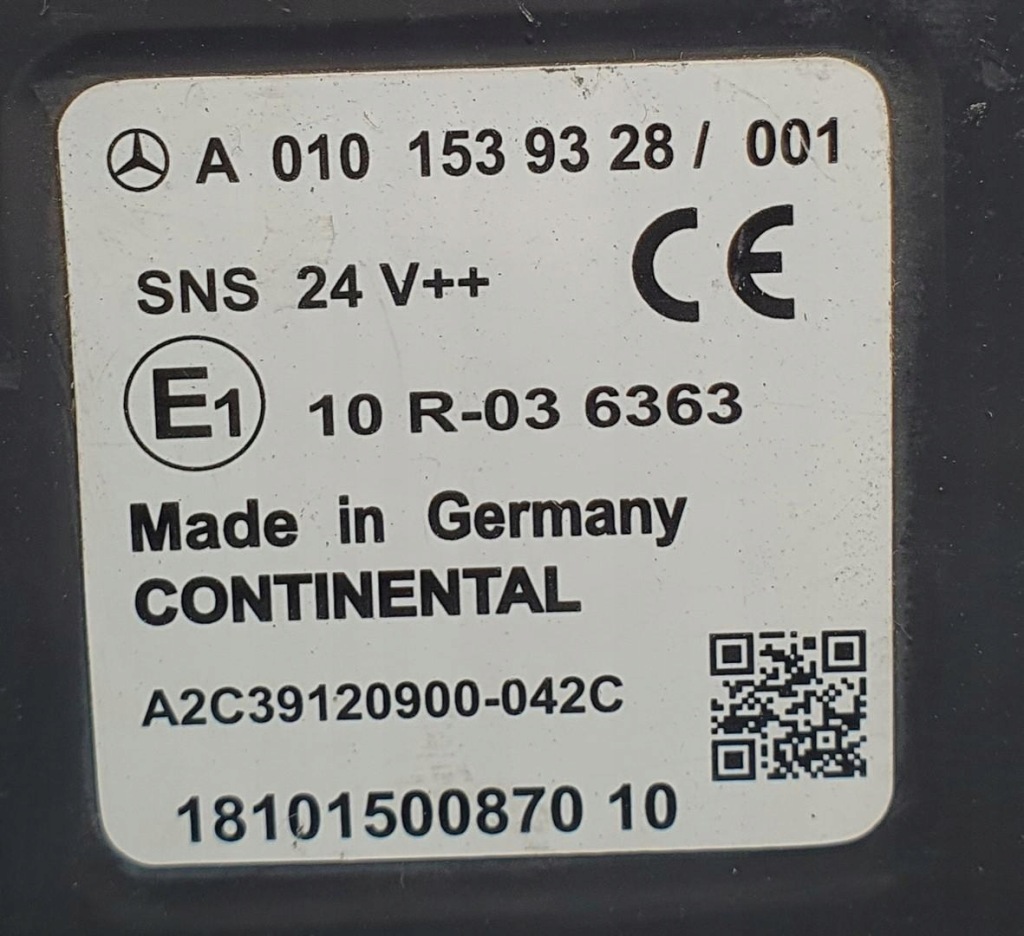 A 010 153 93 28 / 001
SNS 24 V++
CE
E1 10 R-03 6363
Made in Germany
CONTINENTAL
A2C39120900-042C
18101500870 10